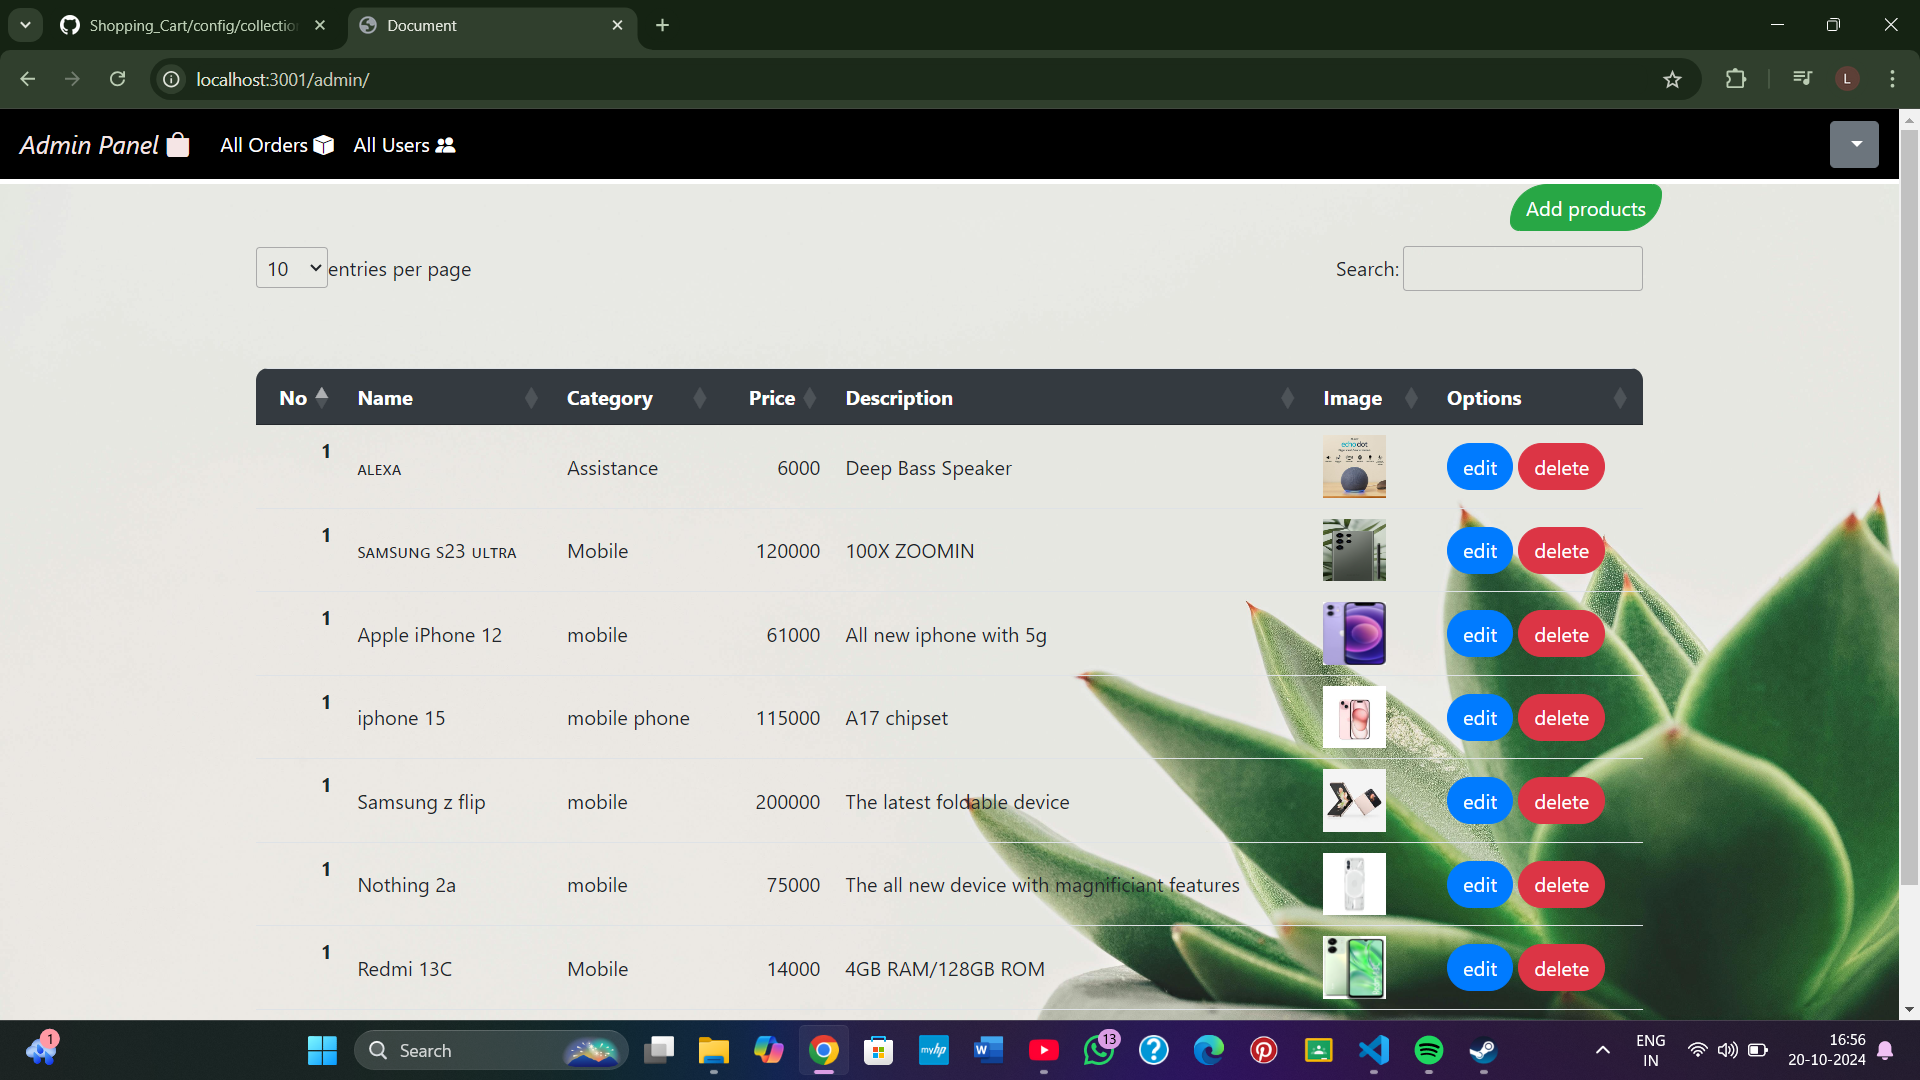 Shopping_Cart/config/collection
Document
localhost:3001/admin/
L
Admin Panel
All Orders
All Users
Add products
10 entries per page
Search:
No Name Category Price Description Image Options
1 ALEXA Assistance 6000 Deep Bass Speaker echo dot edit delete
1 SAMSUNG S23 ULTRA Mobile 120000 100X ZOOMIN edit delete
1 Apple iPhone 12 mobile 61000 All new iphone with 5g edit delete
1 iphone 15 mobile phone 115000 A17 chipset edit delete
1 Samsung z flip mobile 200000 The latest foldable device edit delete
1 Nothing 2a mobile 75000 The all new device with magnificiant features edit delete
1 Redmi 13C Mobile 14000 4GB RAM/128GB ROM edit delete
1
Search
myhp
W
13
ENG
IN
16:56
20-10-2024